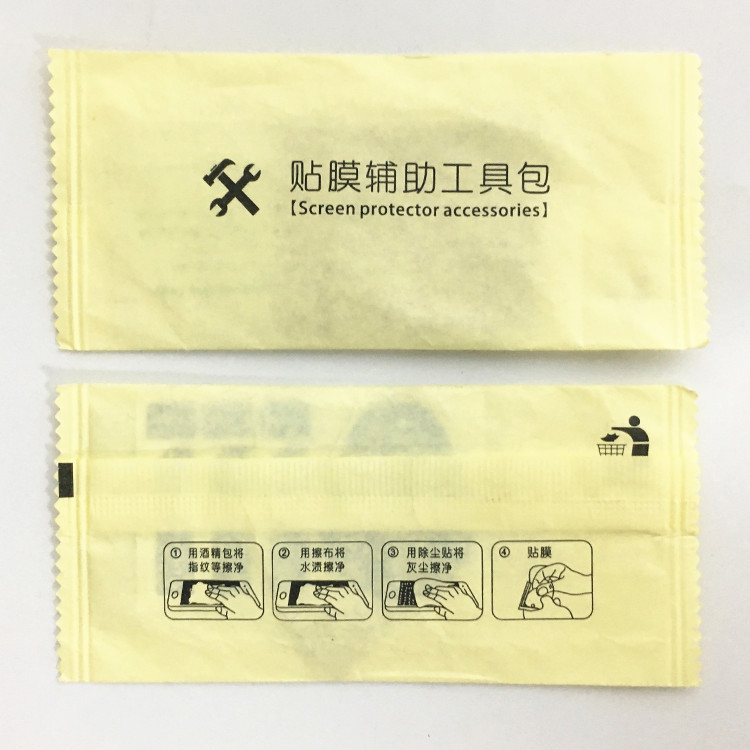 贴膜辅助工具包
【Screen protector accessories】
① 用酒精包将
指纹等擦净
② 用擦布将
水渍擦净
③ 用除尘贴将
灰尘擦净
④ 贴膜